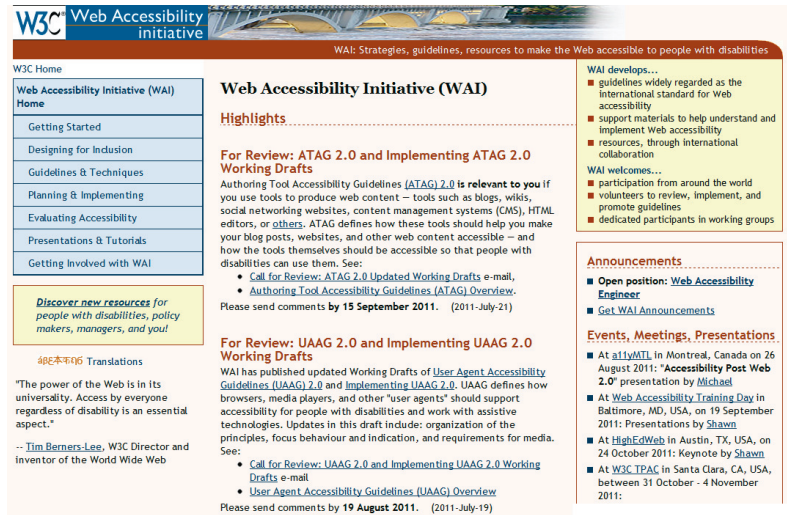 W3C® Web Accessibility
initiative
WAI: Strategies, guidelines, resources to make the Web accessible to people with disabilities
W3C Home
Web Accessibility Initiative (WAI)
Home
Getting Started
Designing for Inclusion
Guidelines & Techniques
Planning & Implementing
Evaluating Accessibility
Presentations & Tutorials
Getting Involved with WAI
Discover new resources for
people with disabilities, policy
makers, managers, and you!
Translations
"The power of the Web is in its
universality. Access by everyone
regardless of disability is an essential
aspect."
-- Tim Berners-Lee, W3C Director and
inventor of the World Wide Web
Web Accessibility Initiative (WAI)
Highlights
For Review: ATAG 2.0 and Implementing ATAG 2.0
Working Drafts
Authoring Tool Accessibility Guidelines (ATAG) 2.0 is relevant to you if
you use tools to produce web content — tools such as blogs, wikis,
social networking websites, content management systems (CMS), HTML
editors, or others. ATAG defines how these tools should help you make
your blog posts, websites, and other web content accessible — and
how the tools themselves should be accessible so that people with
disabilities can use them. See:
• Call for Review: ATAG 2.0 Updated Working Drafts e-mail,
• Authoring Tool Accessibility Guidelines (ATAG) Overview.
Please send comments by 15 September 2011. (2011-July-21)
For Review: UAAG 2.0 and Implementing UAAG 2.0
Working Drafts
WAI has published updated Working Drafts of User Agent Accessibility
Guidelines (UAAG) 2.0 and Implementing UAAG 2.0. UAAG defines how
browsers, media players, and other "user agents" should support
accessibility for people with disabilities and work with assistive
technologies. Updates in this draft include: organization of the
principles, focus behaviour and indication, and requirements for media.
See:
• Call for Review: UAAG 2.0 and Implementing UAAG 2.0 Working
Drafts e-mail
• User Agent Accessibility Guidelines (UAAG) Overview
Please send comments by 19 August 2011. (2011-July-19)
WAI develops...
guidelines widely regarded as the
international standard for Web
accessibility
support materials to help understand and
implement Web accessibility
resources, through international
collaboration
WAI welcomes...
participation from around the world
volunteers to review, implement, and
promote guidelines
dedicated participants in working groups
Announcements
Open position: Web Accessibility
Engineer
Get WAI Announcements
Events, Meetings, Presentations
At a11yMTL in Montreal, Canada on 26
August 2011: "Accessibility Post Web
2.0" presentation by Michael
At Web Accessibility Training Day in
Baltimore, MD, USA, on 19 September
2011: Presentations by Shawn
At HighEdWeb in Austin, TX, USA, on
24 October 2011: Keynote by Shawn
At W3C TPAC in Santa Clara, CA, USA,
between 31 October - 4 November
2011: